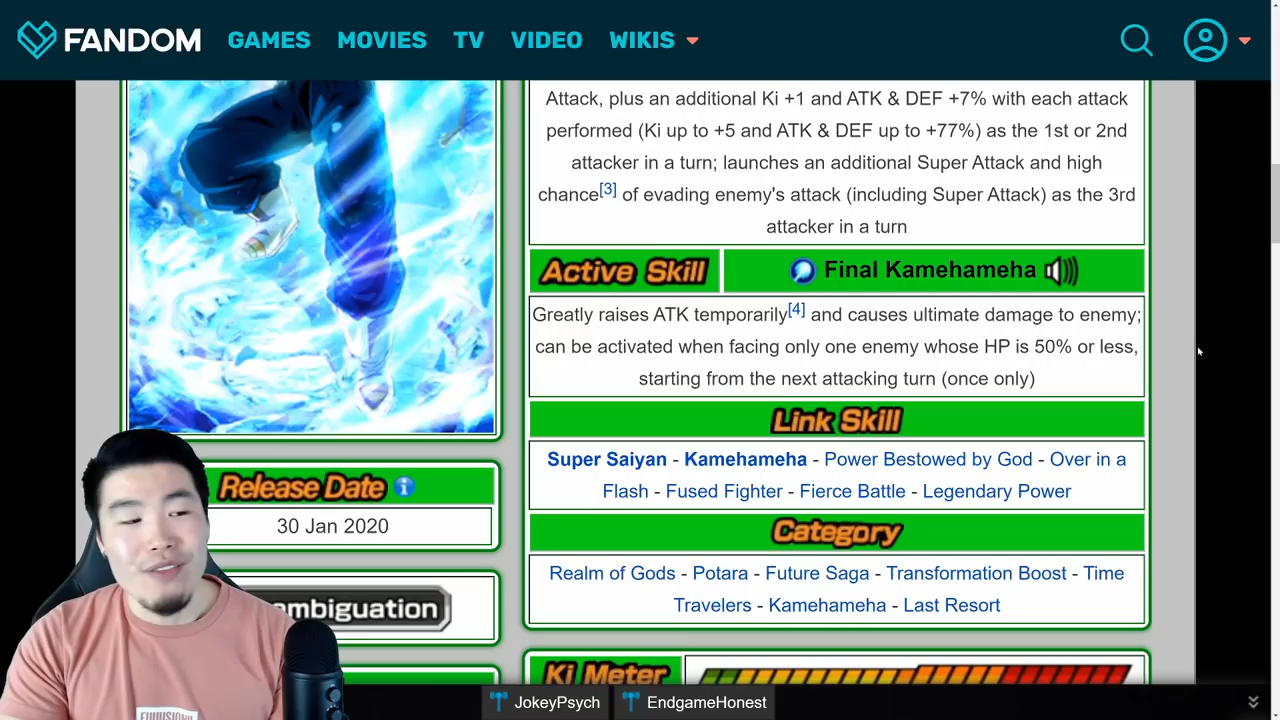 FANDOM GAMES MOVIES TV VIDEO WIKIS
Attack, plus an additional Ki +1 and ATK & DEF +7% with each attack
performed (Ki up to +5 and ATK & DEF up to +77%) as the 1st or 2nd
attacker in a turn; launches an additional Super Attack and high
chance[3] of evading enemy's attack (including Super Attack) as the 3rd
attacker in a turn
Active Skill
Final Kamehameha
Greatly raises ATK temporarily[4] and causes ultimate damage to enemy;
can be activated when facing only one enemy whose HP is 50% or less,
starting from the next attacking turn (once only)
Link Skill
Super Saiyan - Kamehameha - Power Bestowed by God - Over in a
Flash - Fused Fighter - Fierce Battle - Legendary Power
Category
Realm of Gods - Potara - Future Saga - Transformation Boost - Time
Travelers - Kamehameha - Last Resort
Ki Meter
Release Date
30 Jan 2020
ambiguation
JokeyPsych
EndgameHonest